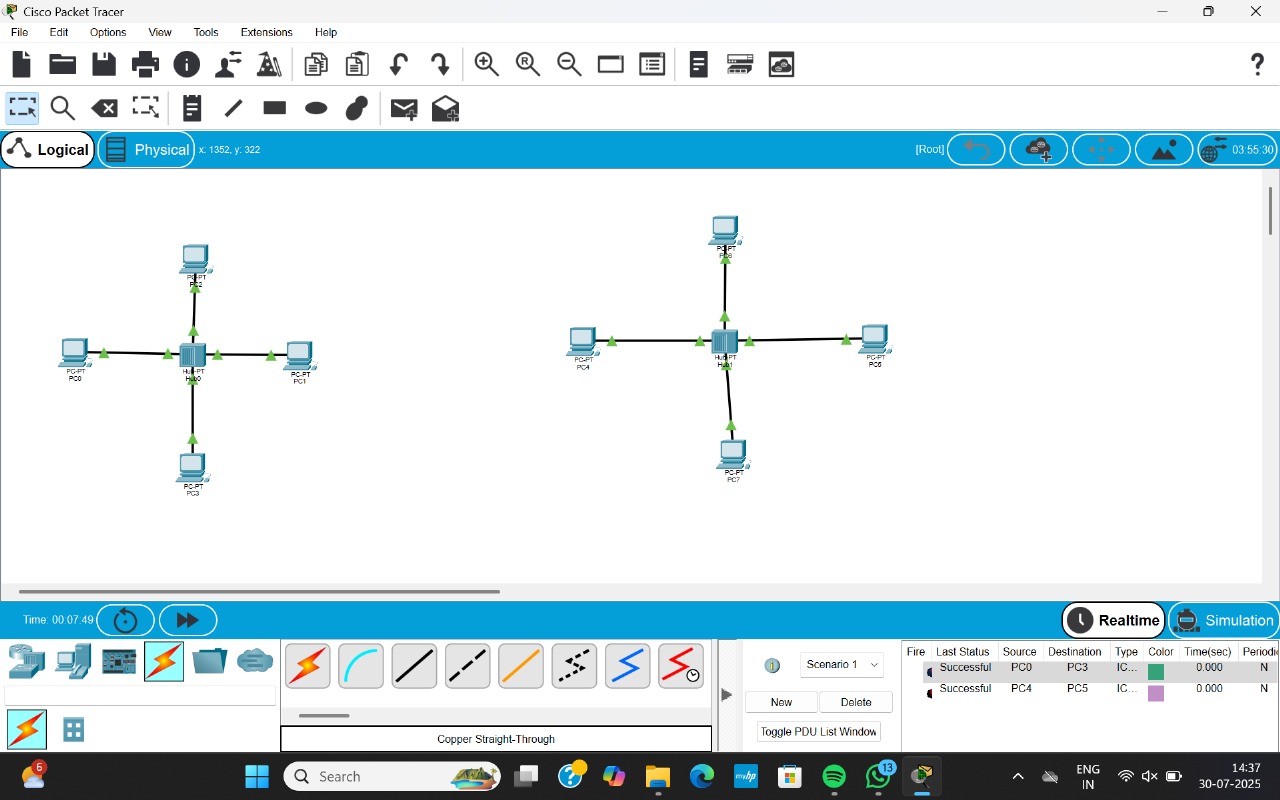 Cisco Packet Tracer
File Edit Options View Tools Extensions Help
Logical Physical x: 1352, y: 322 [Root] 03:55:30
PC-PT
PC2
PC-PT
PC0
Hub-PT
Hub0
PC-PT
PC1
PC-PT
PC3
PC-PT
PC6
PC-PT
PC4
Hub-PT
Hub1
PC-PT
PC5
PC-PT
PC7
Time: 00:07:49 Realtime Simulation
Scenario 1
New Delete
Toggle PDU List Window
Fire Last Status Source Destination Type Color Time(sec) Periodic
Successful PC0 PC3 IC... 0.000 N
Successful PC4 PC5 IC... 0.000 N
Copper Straight-Through
6
Search
myhp
13
ENG
IN
14:37
30-07-2025